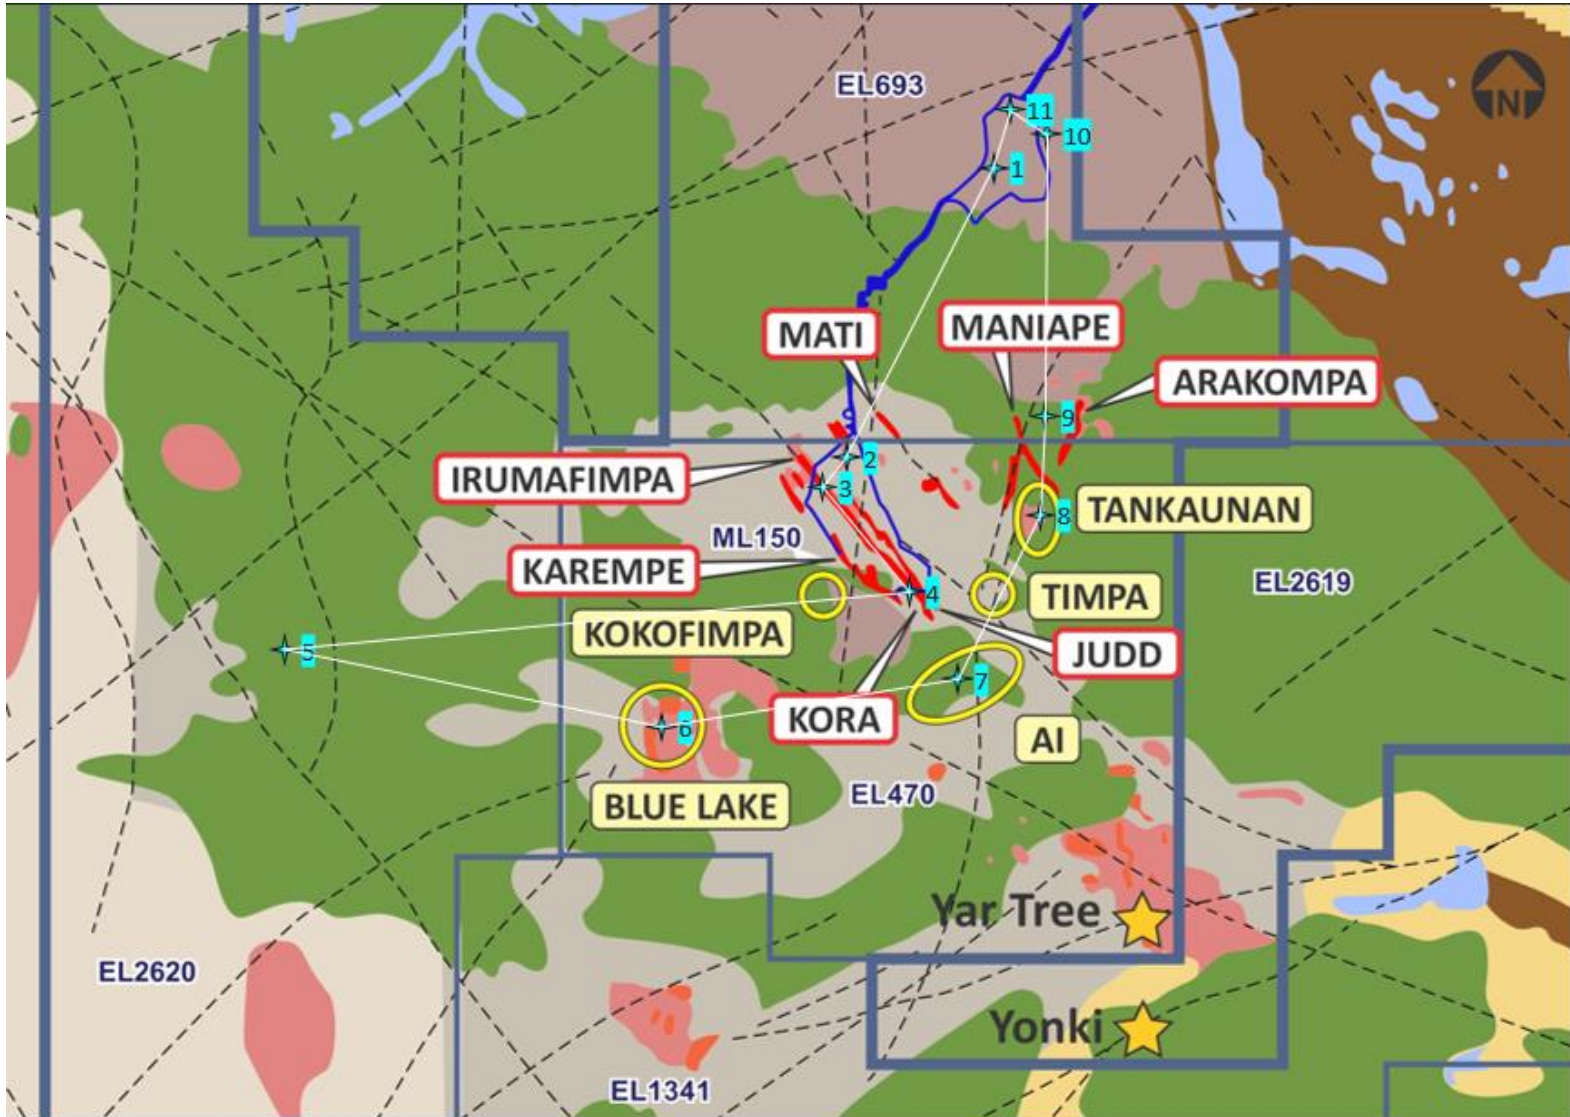 EL693
N
11
10
1
MATI
MANIAPE
ARAKOMPA
9
IRUMAFIMPA
2
3
TANKAUNAN
8
ML150
KAREMPE
EL2619
4
TIMPA
KOKOFIMPA
JUDD
5
7
KORA
6
AI
BLUE LAKE
EL470
Yar Tree
EL2620
Yonki
EL1341